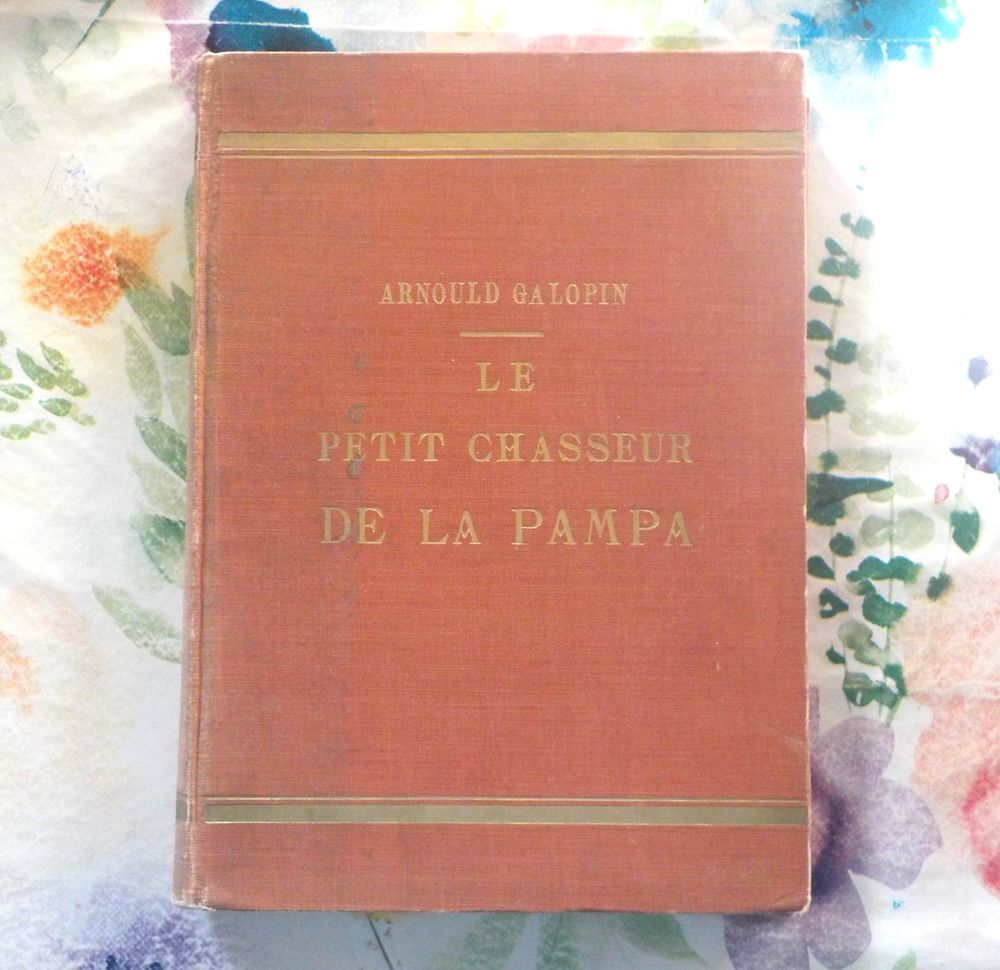 ARNOULD GALOPIN
LE
PETIT CHASSEUR
DE LA PAMPA